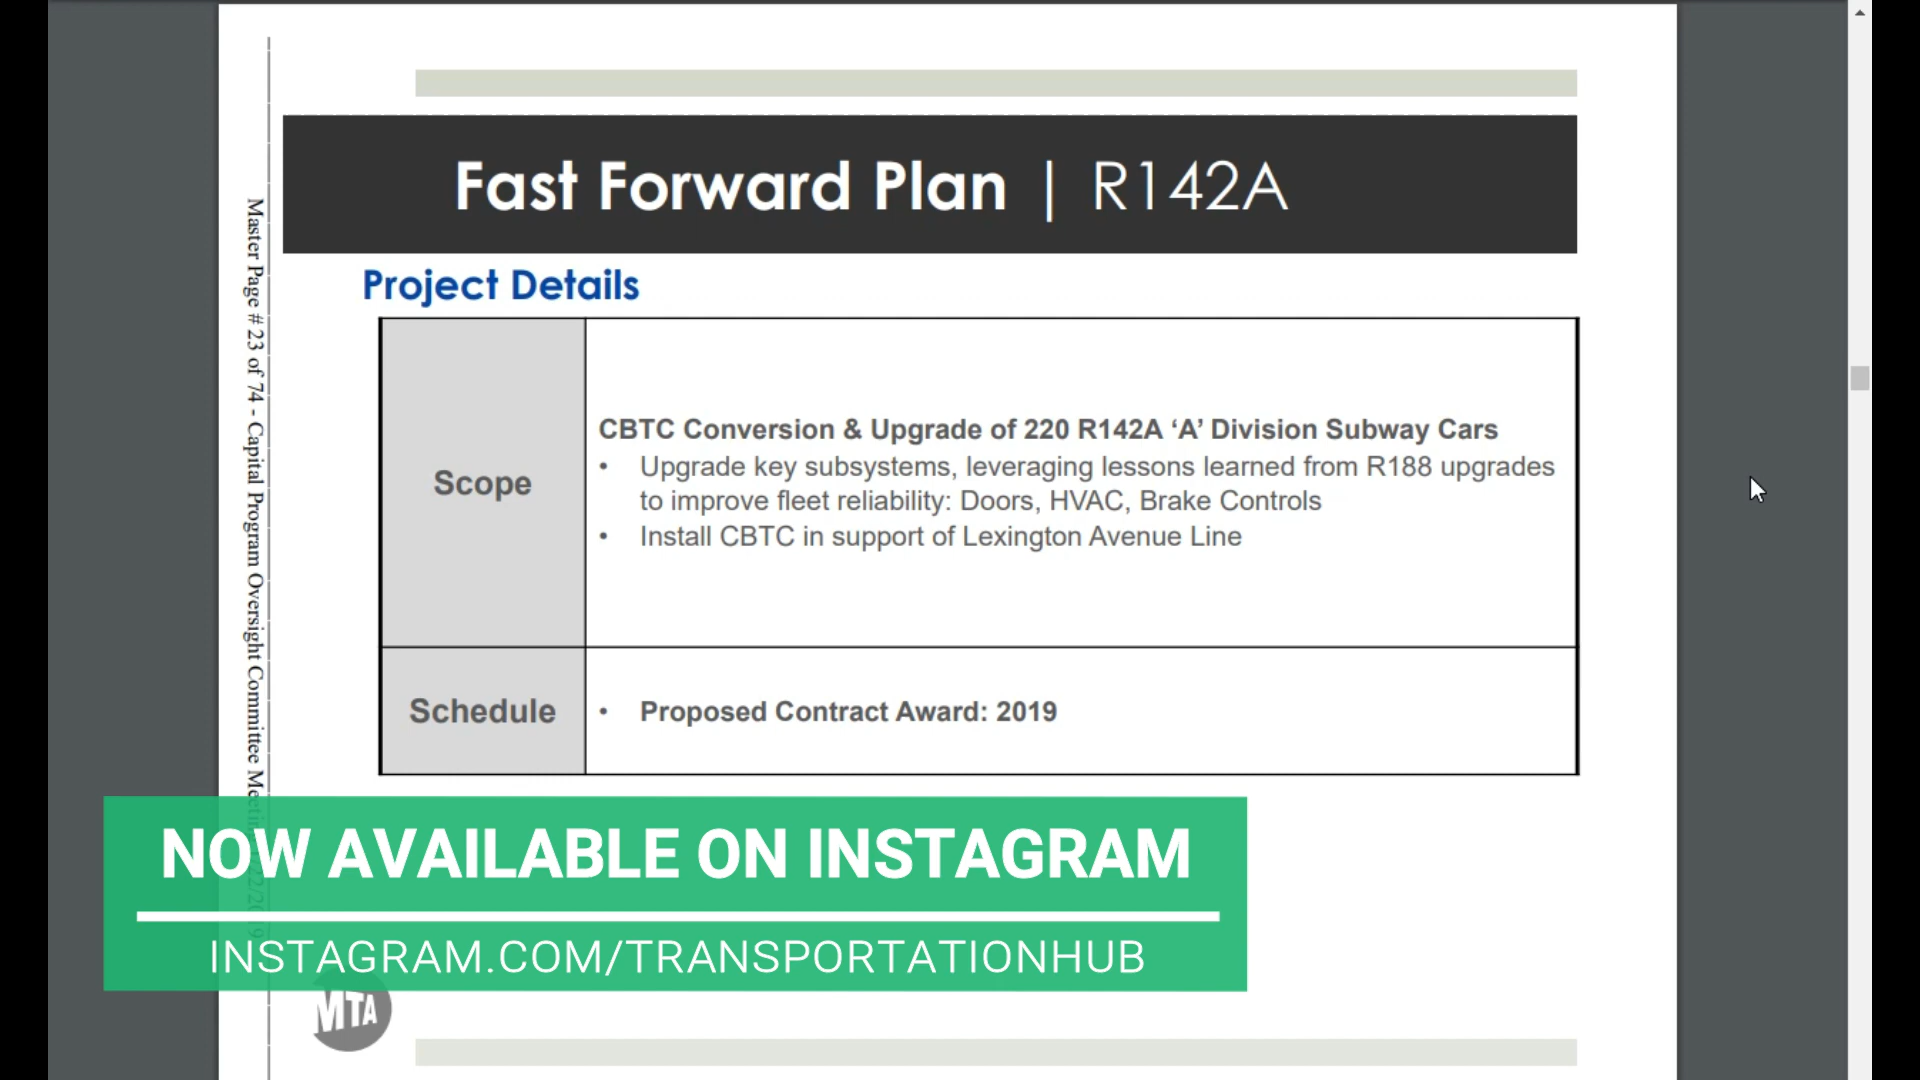 Fast Forward Plan | R142A
Project Details
Scope
CBTC Conversion & Upgrade of 220 R142A ‘A’ Division Subway Cars
• Upgrade key subsystems, leveraging lessons learned from R188 upgrades
to improve fleet reliability: Doors, HVAC, Brake Controls
• Install CBTC in support of Lexington Avenue Line
Schedule
• Proposed Contract Award: 2019
Master Page # 23 of 74 - Capital Program Oversight Committee
NOW AVAILABLE ON INSTAGRAM
INSTAGRAM.COM/TRANSPORTATIONHUB
MTA